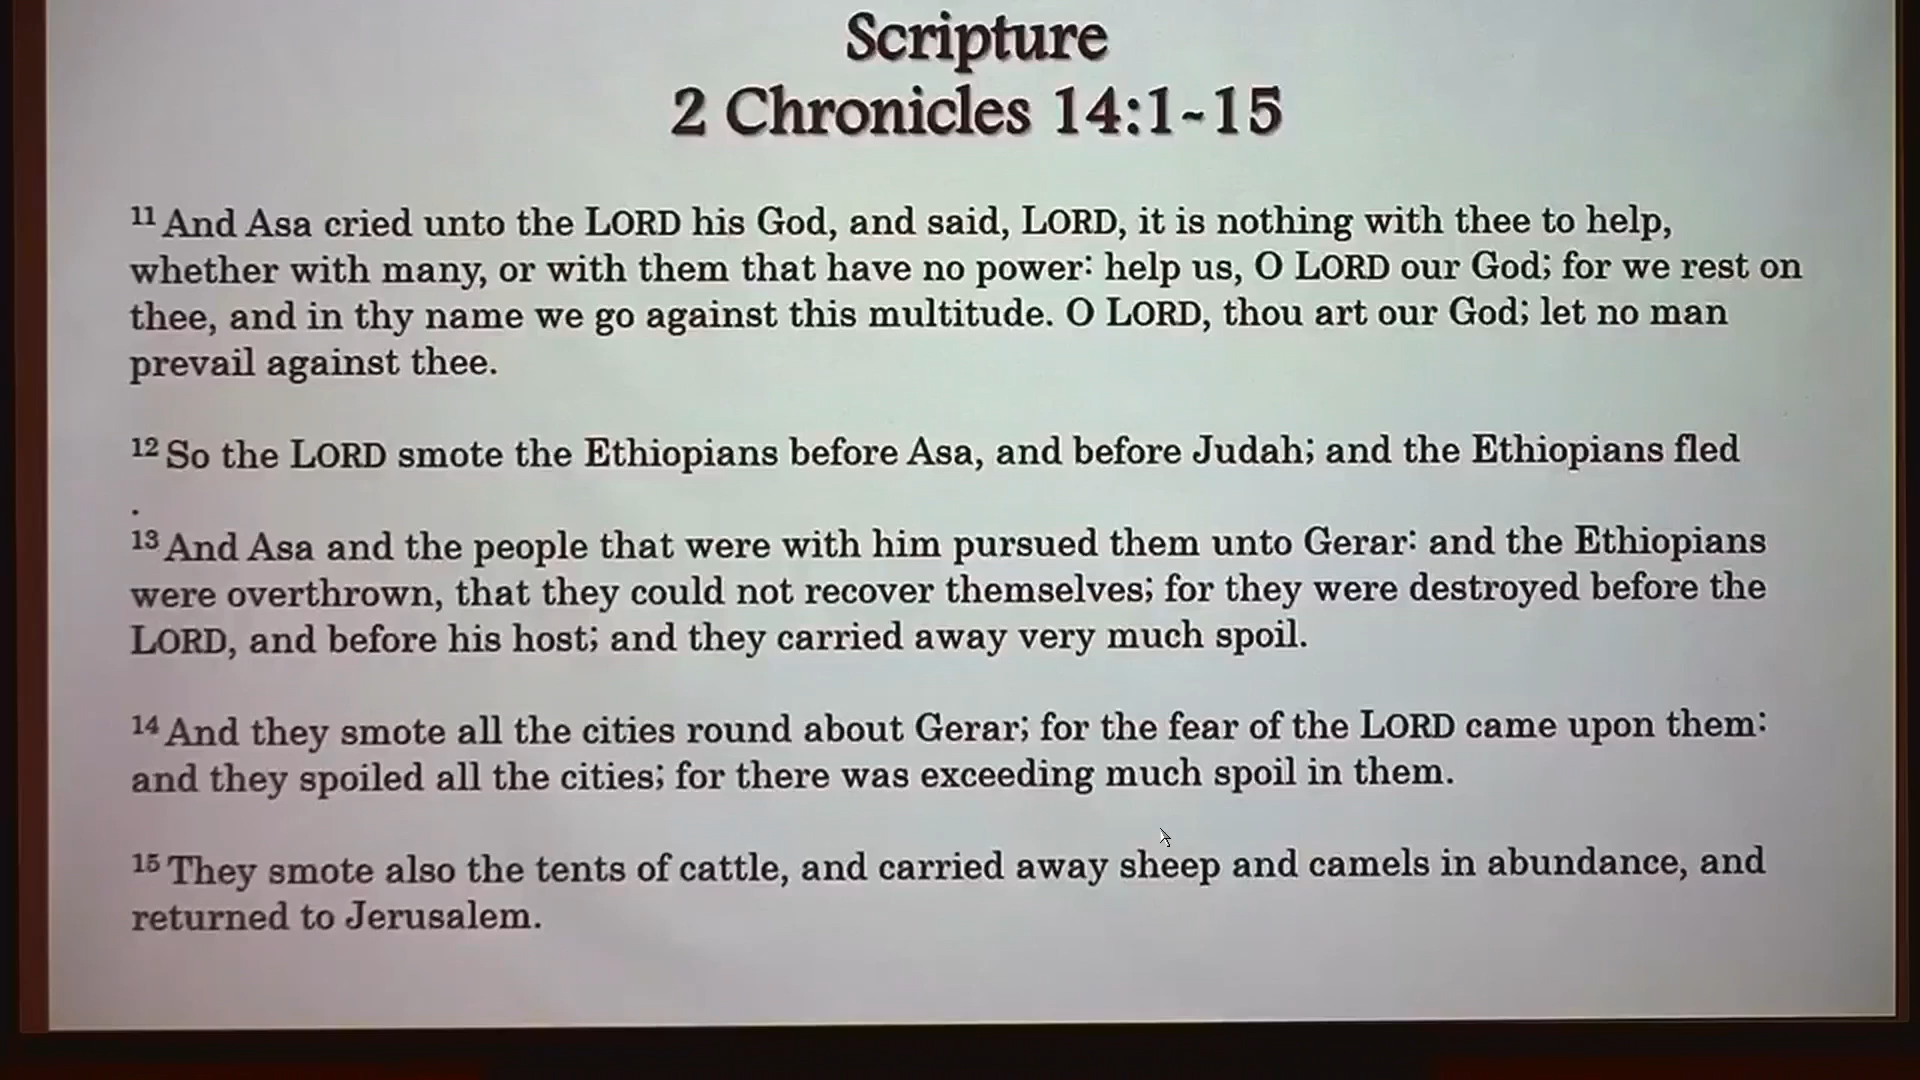 Scripture
2 Chronicles 14:1~15
11 And Asa cried unto the LORD his God, and said, LORD, it is nothing with thee to help,
whether with many, or with them that have no power: help us, O LORD our God; for we rest on
thee, and in thy name we go against this multitude. O LORD, thou art our God; let no man
prevail against thee.
12 So the LORD smote the Ethiopians before Asa, and before Judah; and the Ethiopians fled
.
13 And Asa and the people that were with him pursued them unto Gerar: and the Ethiopians
were overthrown, that they could not recover themselves; for they were destroyed before the
LORD, and before his host; and they carried away very much spoil.
14 And they smote all the cities round about Gerar; for the fear of the LORD came upon them:
and they spoiled all the cities; for there was exceeding much spoil in them.
15 They smote also the tents of cattle, and carried away sheep and camels in abundance, and
returned to Jerusalem.